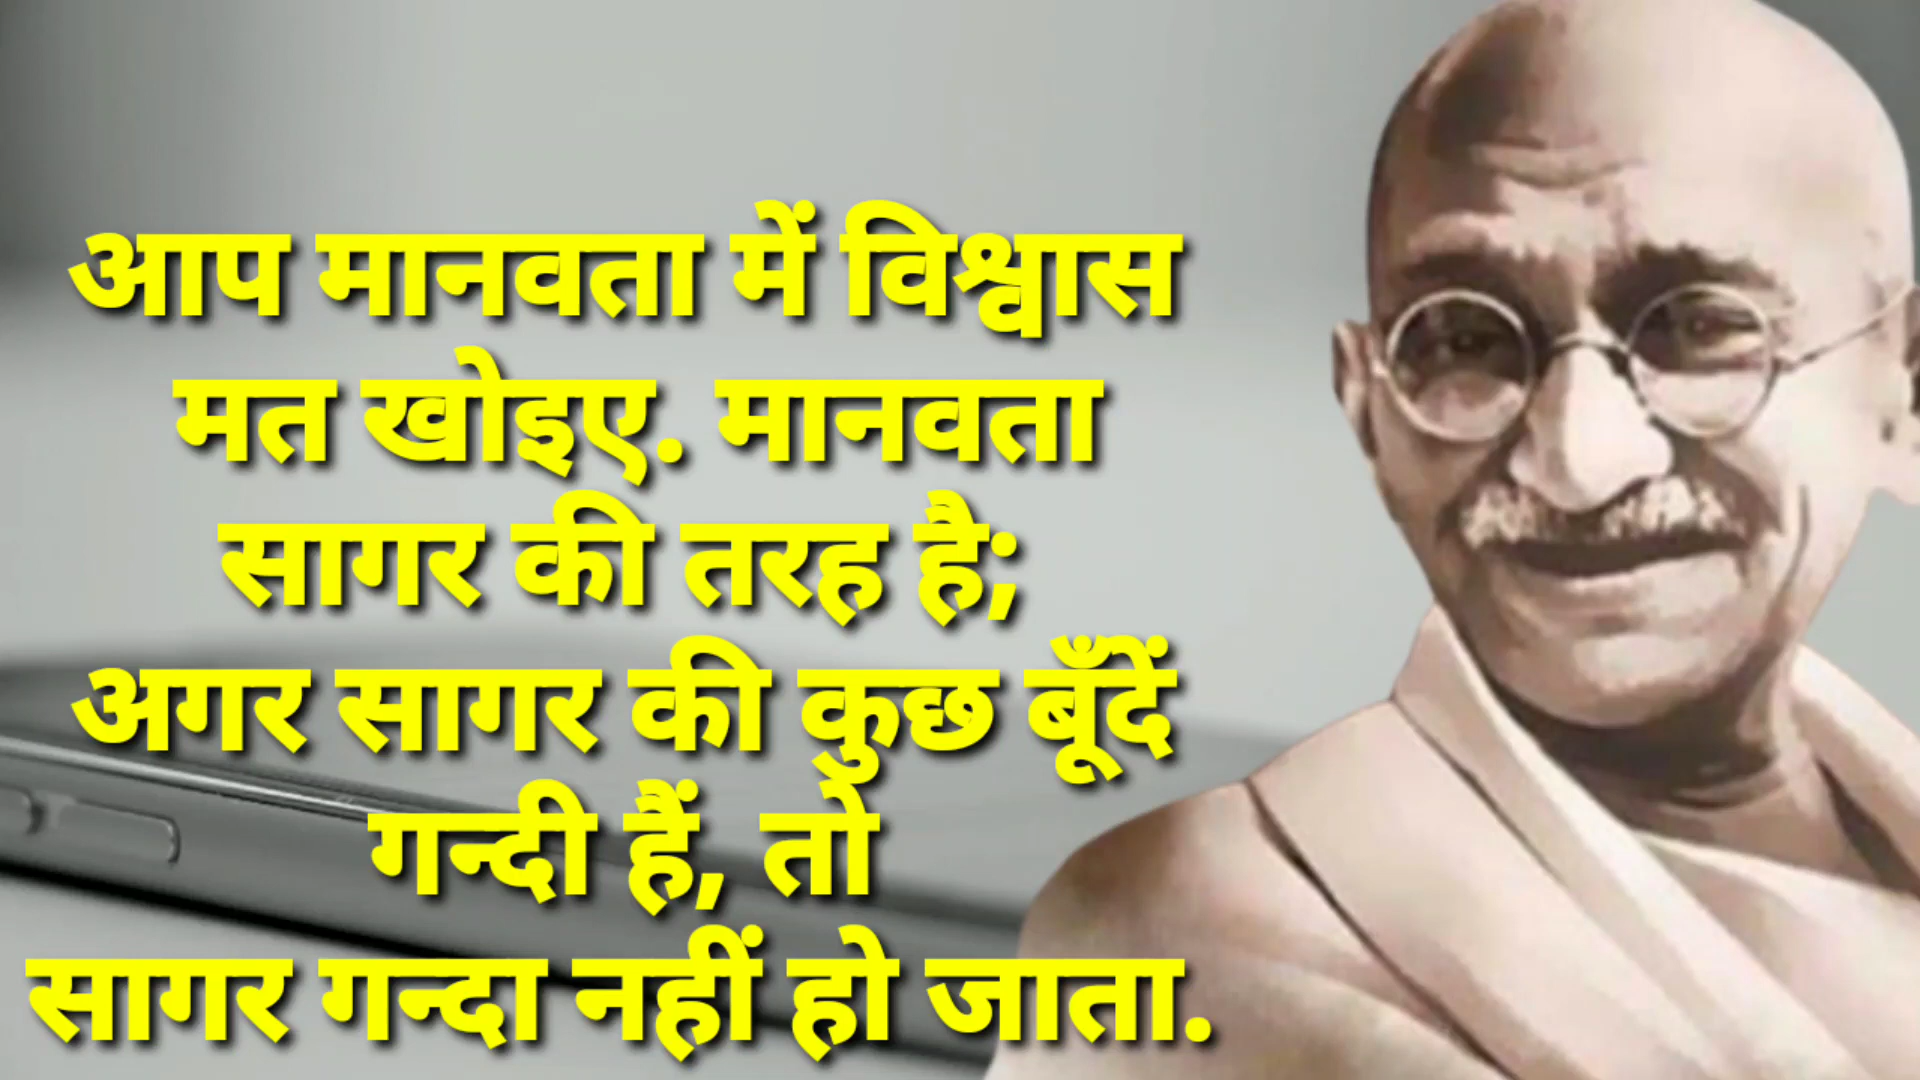 आप मानवता में विश्वास
मत खोइए. मानवता
सागर की तरह है;
अगर सागर की कुछ बूँदें
गन्दी हैं, तो
सागर गन्दा नहीं हो जाता.